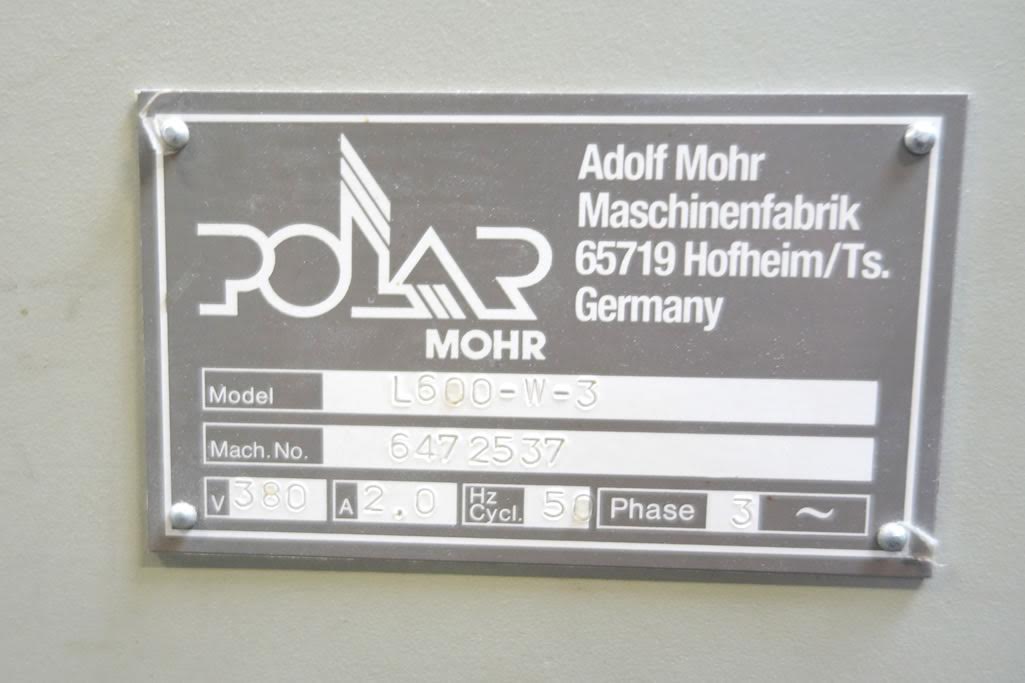 POLAR
MOHR
Adolf Mohr
Maschinenfabrik
65719 Hofheim/Ts.
Germany
Model L600-W-3
Mach. No. 6472537
V 380 A 2.0 Hz Cycl. 50 Phase 3 ~